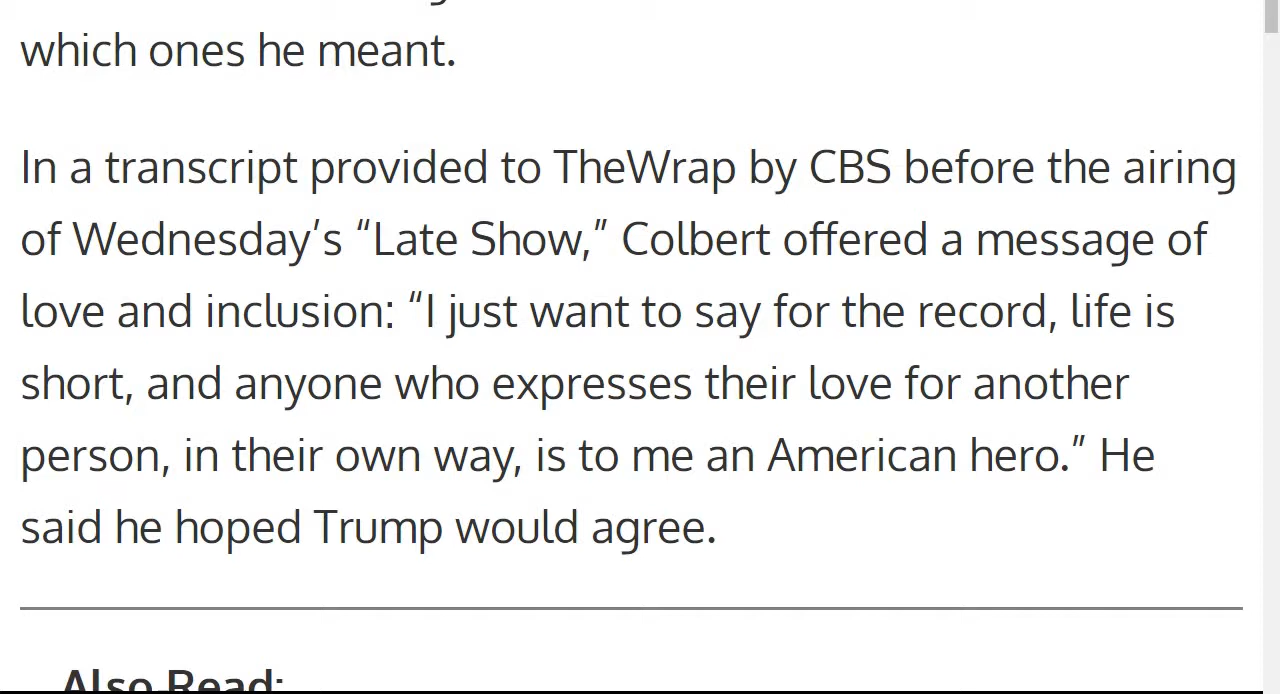 which ones he meant.
In a transcript provided to TheWrap by CBS before the airing
of Wednesday’s “Late Show,” Colbert offered a message of
love and inclusion: “I just want to say for the record, life is
short, and anyone who expresses their love for another
person, in their own way, is to me an American hero.” He
said he hoped Trump would agree.
Also Read: